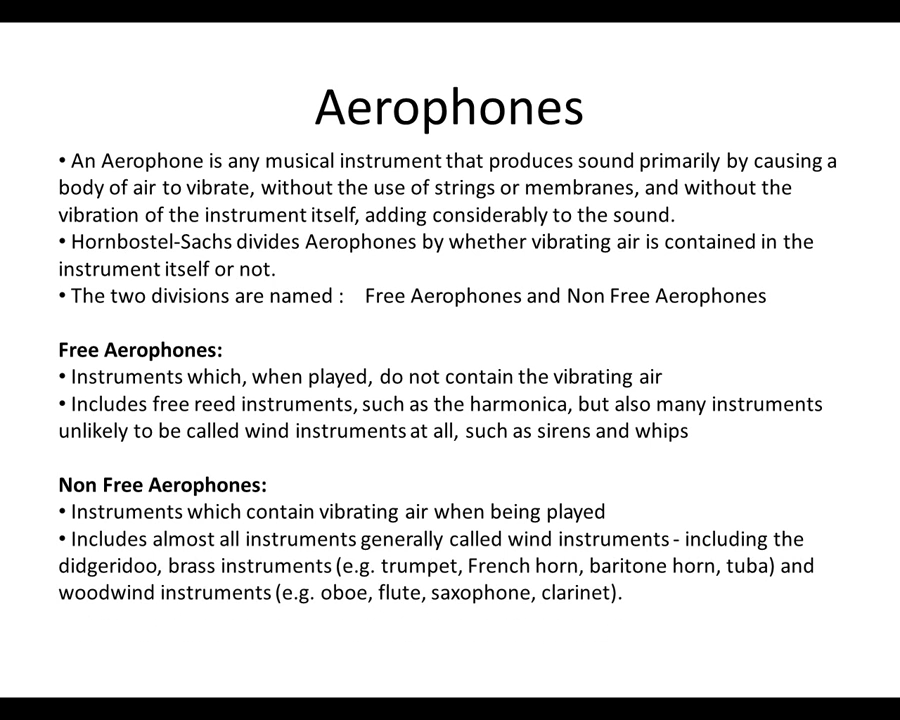 Aerophones
• An Aerophone is any musical instrument that produces sound primarily by causing a
body of air to vibrate, without the use of strings or membranes, and without the
vibration of the instrument itself, adding considerably to the sound.
• Hornbostel-Sachs divides Aerophones by whether vibrating air is contained in the
instrument itself or not.
• The two divisions are named : Free Aerophones and Non Free Aerophones
Free Aerophones:
• Instruments which, when played, do not contain the vibrating air
• Includes free reed instruments, such as the harmonica, but also many instruments
unlikely to be called wind instruments at all, such as sirens and whips
Non Free Aerophones:
• Instruments which contain vibrating air when being played
• Includes almost all instruments generally called wind instruments - including the
didgeridoo, brass instruments (e.g. trumpet, French horn, baritone horn, tuba) and
woodwind instruments (e.g. oboe, flute, saxophone, clarinet).